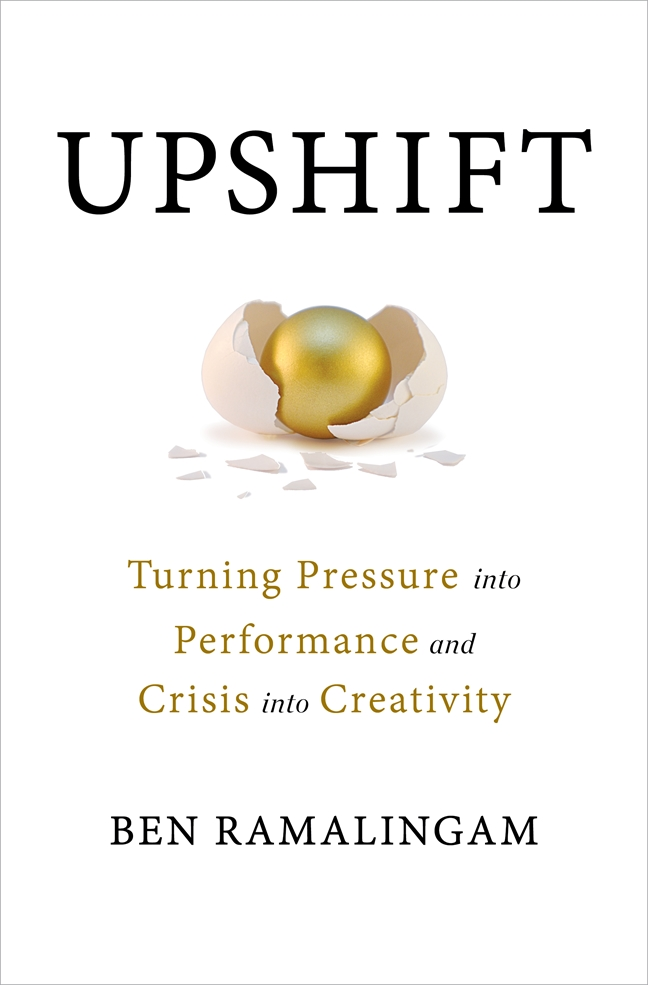 UPSHIFT
Turning Pressure into
Performance and
Crisis into Creativity
BEN RAMALINGAM